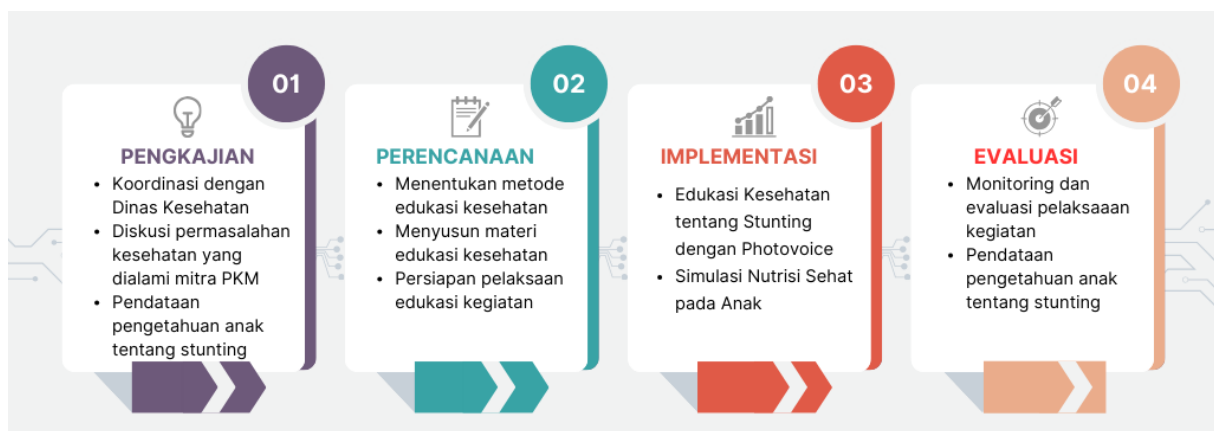 01
PENGKAJIAN
• Koordinasi dengan
Dinas Kesehatan
• Diskusi permasalahan
kesehatan yang
dialami mitra PKM
• Pendataan
pengetahuan anak
tentang stunting
02
PERENCANAAN
• Menentukan metode
edukasi kesehatan
• Menyusun materi
edukasi kesehatan
• Persiapan pelaksaan
edukasi kegiatan
03
IMPLEMENTASI
• Edukasi Kesehatan
tentang Stunting
dengan Photovoice
• Simulasi Nutrisi Sehat
pada Anak
04
EVALUASI
• Monitoring dan
evaluasi pelaksaaan
kegiatan
• Pendataan
pengetahuan anak
tentang stunting